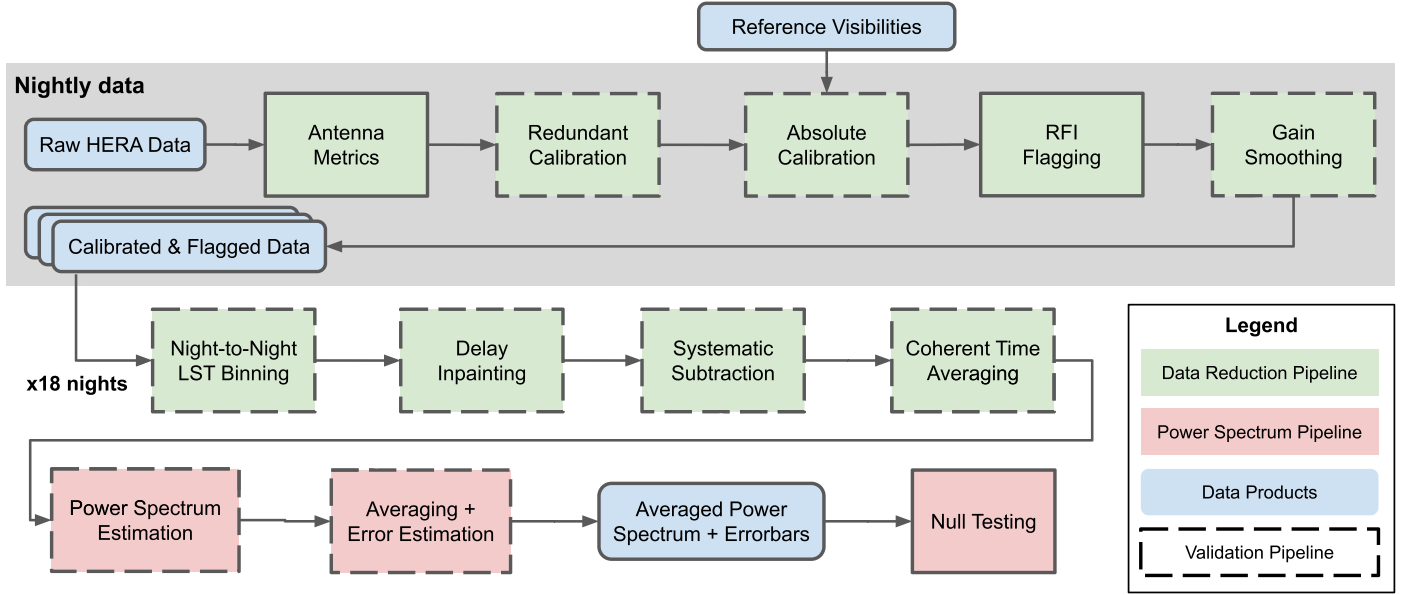 Reference Visibilities
Nightly data
Raw HERA Data
Antenna
Metrics
Redundant
Calibration
Absolute
Calibration
RFI
Flagging
Gain
Smoothing
Calibrated & Flagged Data
x18 nights
Night-to-Night
LST Binning
Delay
Inpainting
Systematic
Subtraction
Coherent Time
Averaging
Power Spectrum
Estimation
Averaging +
Error Estimation
Averaged Power
Spectrum + Errorbars
Null Testing
Legend
Data Reduction Pipeline
Power Spectrum Pipeline
Data Products
Validation Pipeline